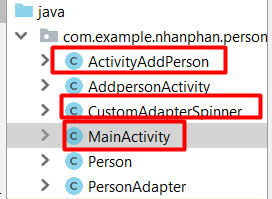 java
com.example.nhanphan.person
C ActivityAddPerson
C AddpersonActivity
C CustomAdapterSpinner
C MainActivity
C Person
C PersonAdapter